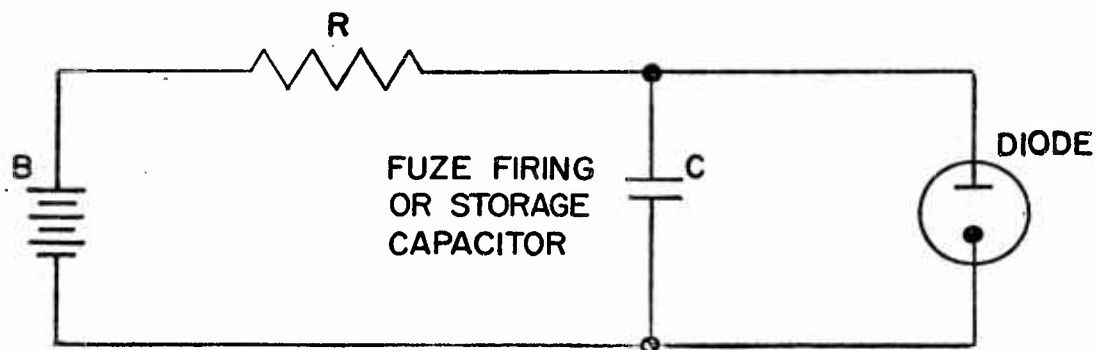 R
B
FUZE FIRING
OR STORAGE
CAPACITOR
C
DIODE